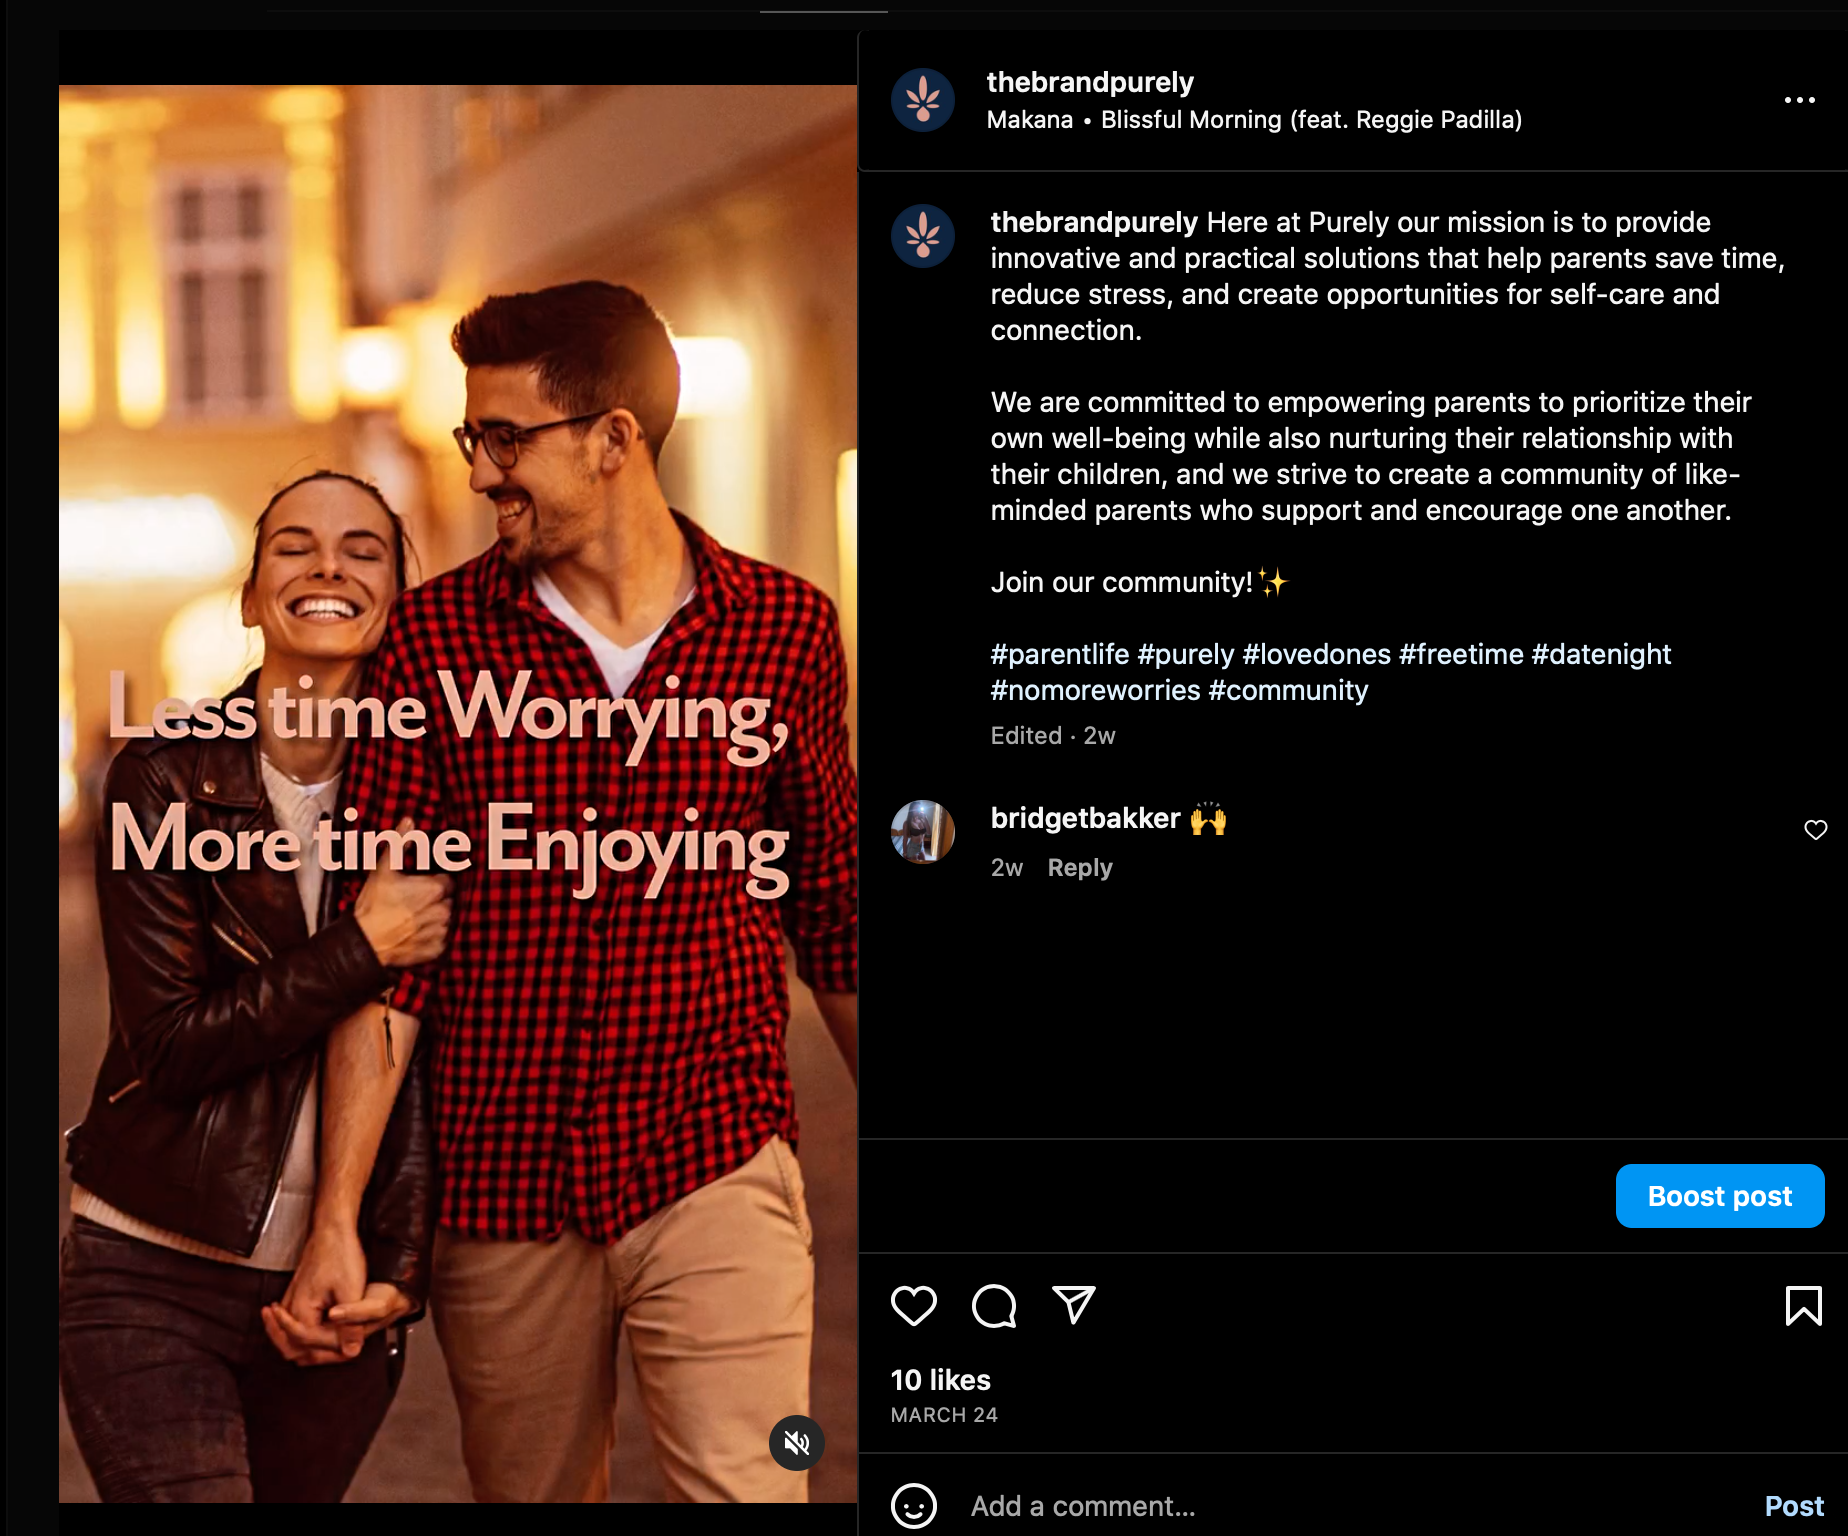 Less time Worrying,
More time Enjoying
thebrandpurely
Makana • Blissful Morning (feat. Reggie Padilla)
thebrandpurely Here at Purely our mission is to provide
innovative and practical solutions that help parents save time,
reduce stress, and create opportunities for self-care and
connection.
We are committed to empowering parents to prioritize their
own well-being while also nurturing their relationship with
their children, and we strive to create a community of like-
minded parents who support and encourage one another.
Join our community!✨
#parentlife #purely #lovedones #freetime #datenight
#nomoreworries #community
Edited · 2w
bridgetbakker 🙌
2w Reply
Boost post
10 likes
MARCH 24
Add a comment...
Post